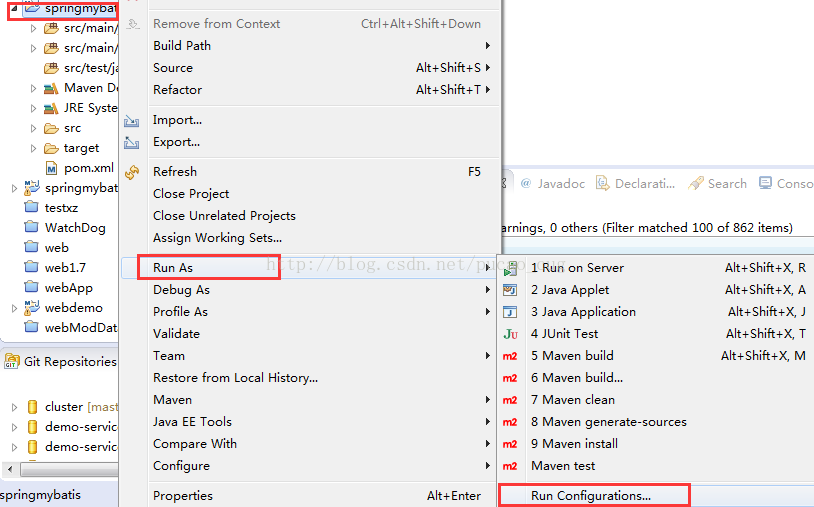 springmybat
src/main/
src/main/
src/test/ja
Maven De
JRE Syste
src
target
pom.xml
springmybat
testxz
WatchDog
web
web1.7
webApp
webdemo
webModDat
Git Repositories
cluster [mast
demo-servic
demo-servic
springmybatis
Remove from Context Ctrl+Alt+Shift+Down
Build Path
Source Alt+Shift+S
Refactor Alt+Shift+T
Import...
Export...
Refresh F5
Close Project
Close Unrelated Projects
Assign Working Sets...
Run As
Debug As
Profile As
Validate
Team
Restore from Local History...
Maven
Java EE Tools
Compare With
Configure
Properties Alt+Enter
@ Javadoc Declarati... Search Conso
arnings, 0 others (Filter matched 100 of 862 items)
1 Run on Server Alt+Shift+X, R
2 Java Applet Alt+Shift+X, A
3 Java Application Alt+Shift+X, J
4 JUnit Test Alt+Shift+X, T
5 Maven build Alt+Shift+X, M
6 Maven build...
7 Maven clean
8 Maven generate-sources
9 Maven install
Maven test
Run Configurations...